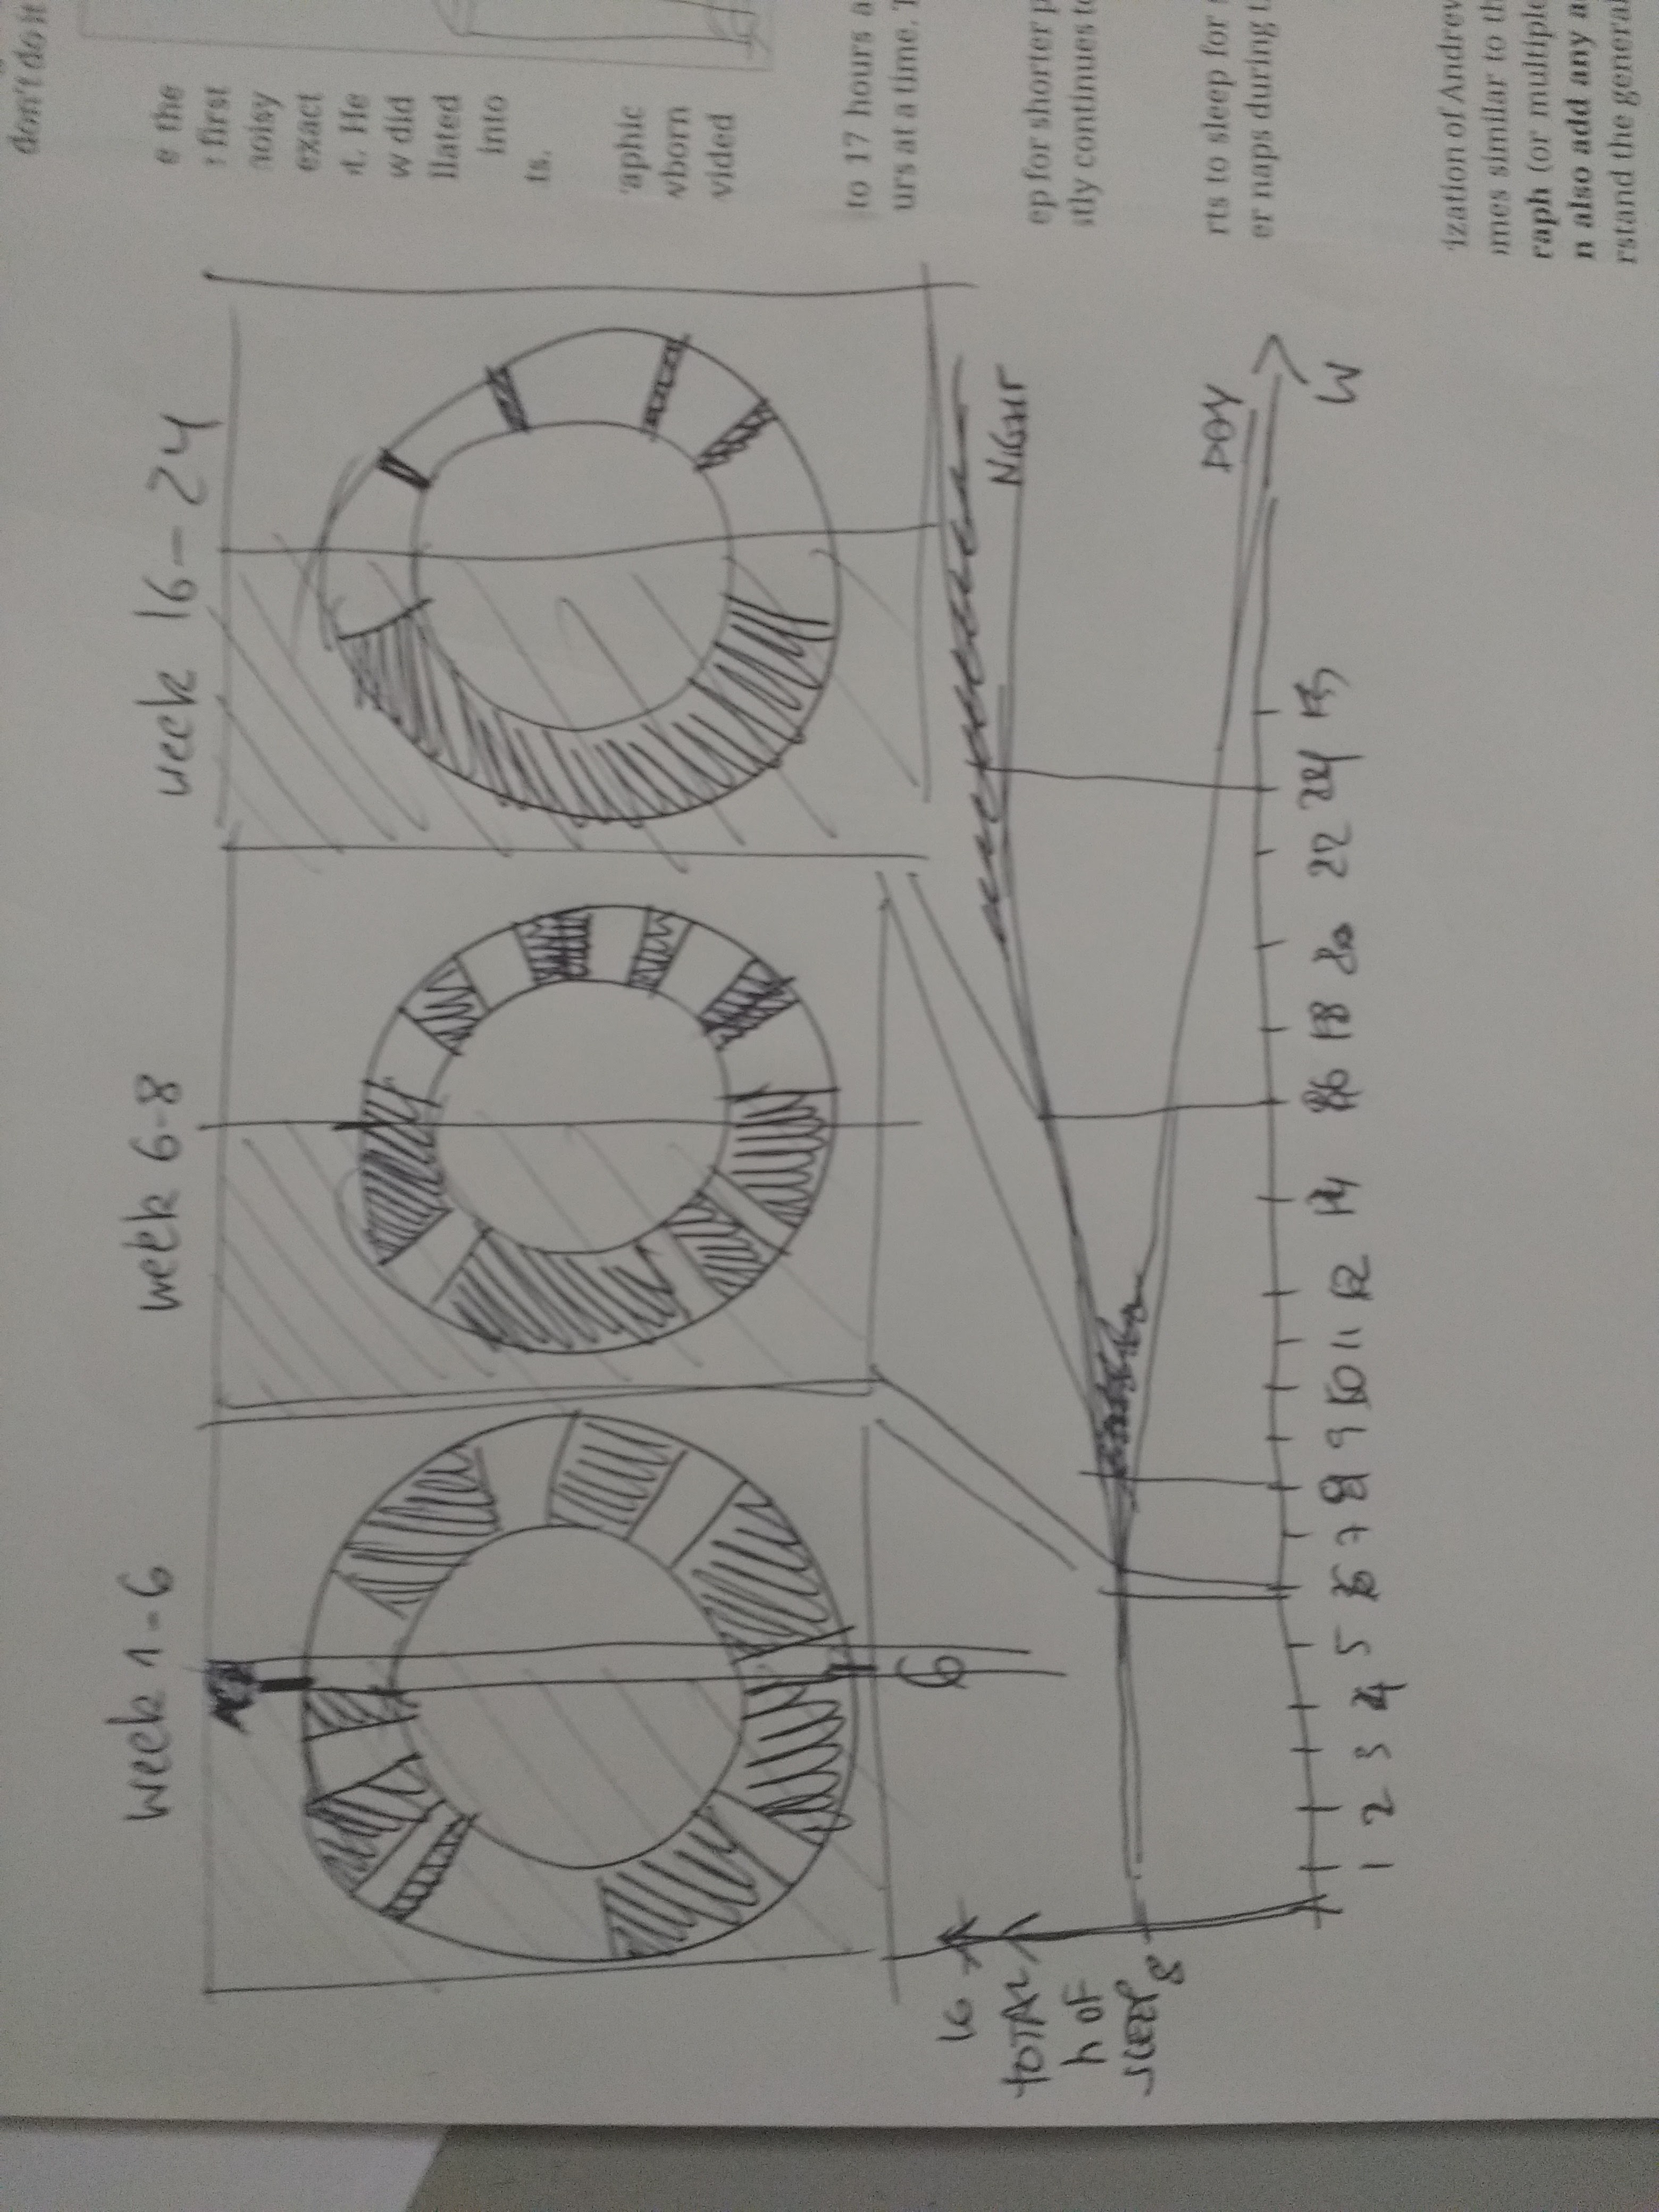 don't do it
e the
first
noisy
exact
t. He
w did
llated
into
ts.
aphic
wborn
vided
to 17 hours a
urs at a time. T
ep for shorter p
stly continues to
rts to sleep for
er naps during t
ization of Andrew
mes similar to th
raph (or multiple
n also add any a
rstand the general
week 1-6
week 6-8
week 16-24
6
16
TOTAL
h OF
SLEEP
8
NIGHT
DAY
W
1 2 3 4 5 6 7 8 9 10 11 12 14 16 18 20 22 24